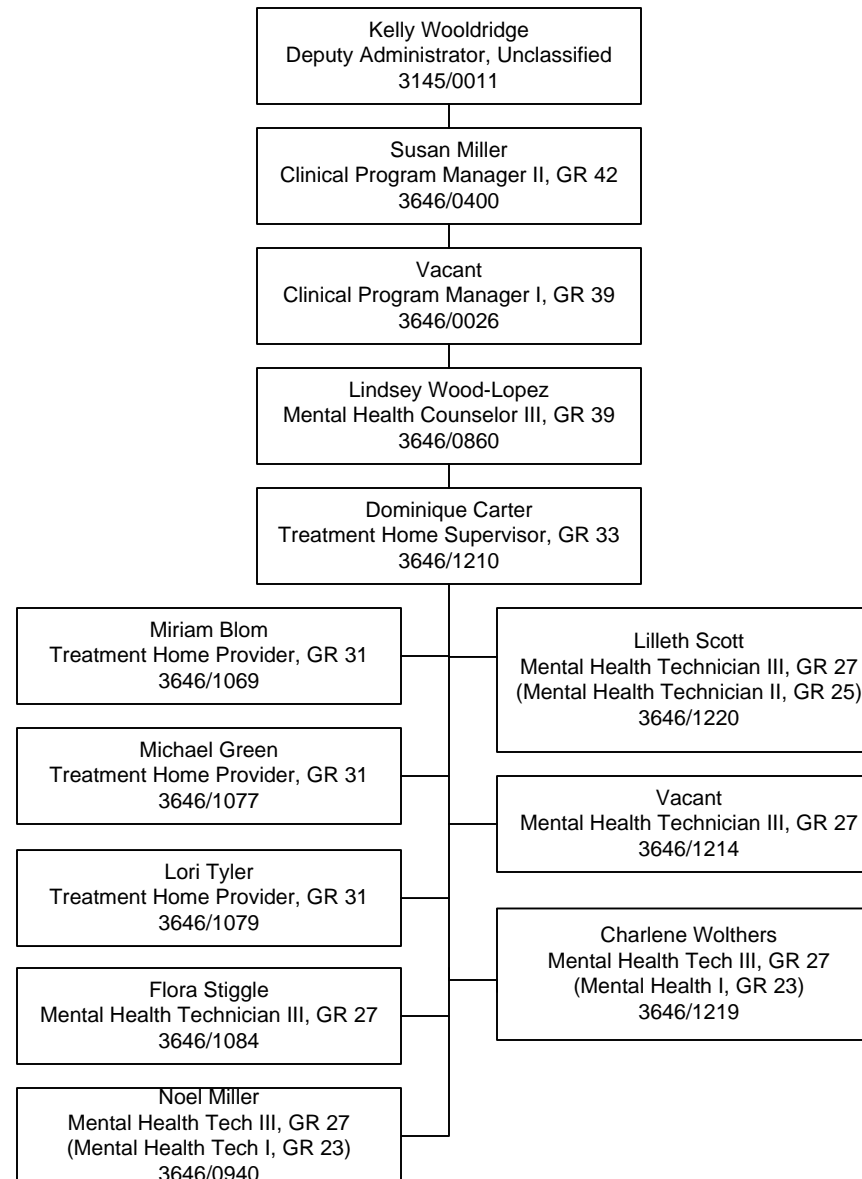 Kelly Wooldridge
Deputy Administrator, Unclassified
3145/0011
Susan Miller
Clinical Program Manager II, GR 42
3646/0400
Vacant
Clinical Program Manager I, GR 39
3646/0026
Lindsey Wood-Lopez
Mental Health Counselor III, GR 39
3646/0860
Dominique Carter
Treatment Home Supervisor, GR 33
3646/1210
Miriam Blom
Treatment Home Provider, GR 31
3646/1069
Michael Green
Treatment Home Provider, GR 31
3646/1077
Lori Tyler
Treatment Home Provider, GR 31
3646/1079
Flora Stiggle
Mental Health Technician III, GR 27
3646/1084
Noel Miller
Mental Health Tech III, GR 27
(Mental Health Tech I, GR 23)
3646/0940
Lilleth Scott
Mental Health Technician III, GR 27
(Mental Health Technician II, GR 25)
3646/1220
Vacant
Mental Health Technician III, GR 27
3646/1214
Charlene Wolthers
Mental Health Tech III, GR 27
(Mental Health I, GR 23)
3646/1219